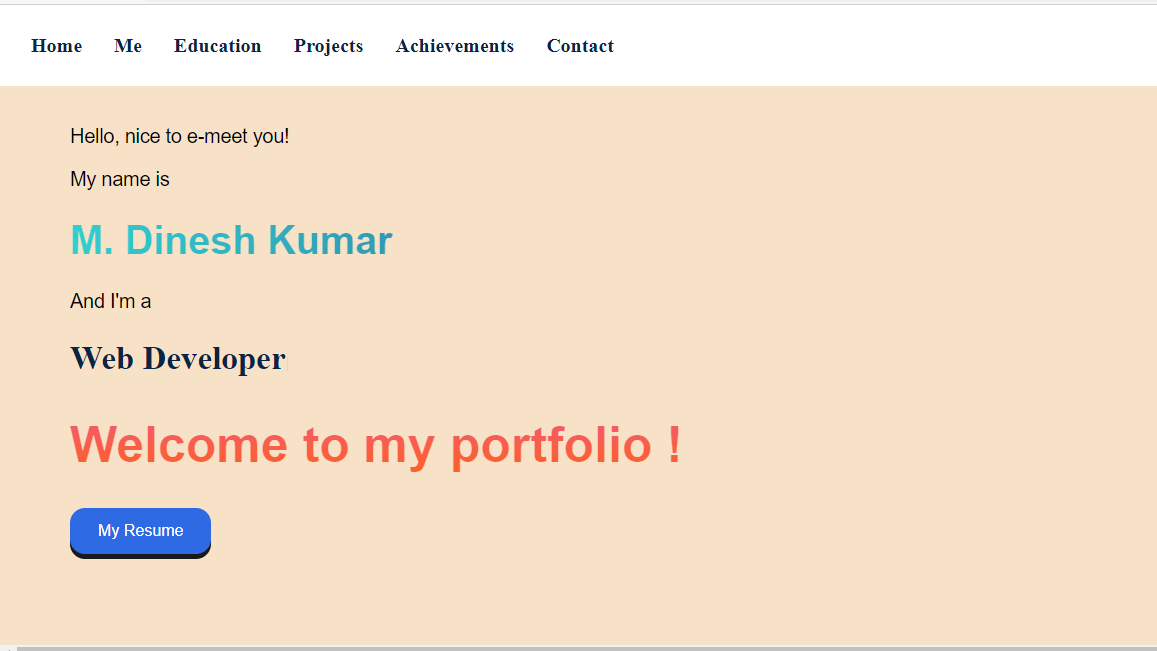 Home Me Education Projects Achievements Contact
Hello, nice to e-meet you!
My name is
M. Dinesh Kumar
And I'm a
Web Developer
Welcome to my portfolio !
My Resume